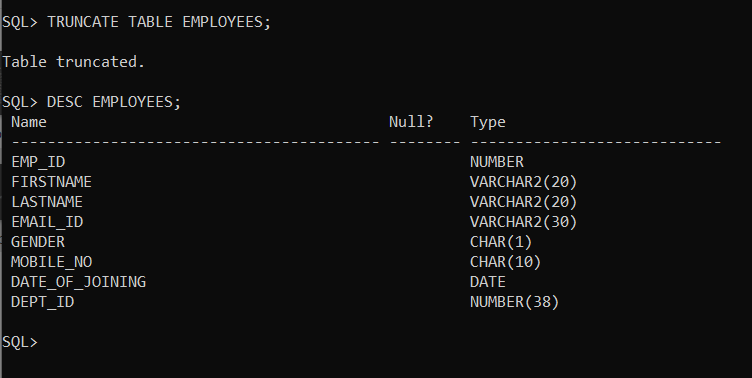 SQL> TRUNCATE TABLE EMPLOYEES;
Table truncated.
SQL> DESC EMPLOYEES;
Name Null? Type
----------------------------------------- -------- ----------------------------
EMP_ID NUMBER
FIRSTNAME VARCHAR2(20)
LASTNAME VARCHAR2(20)
EMAIL_ID VARCHAR2(30)
GENDER CHAR(1)
MOBILE_NO CHAR(10)
DATE_OF_JOINING DATE
DEPT_ID NUMBER(38)
SQL>